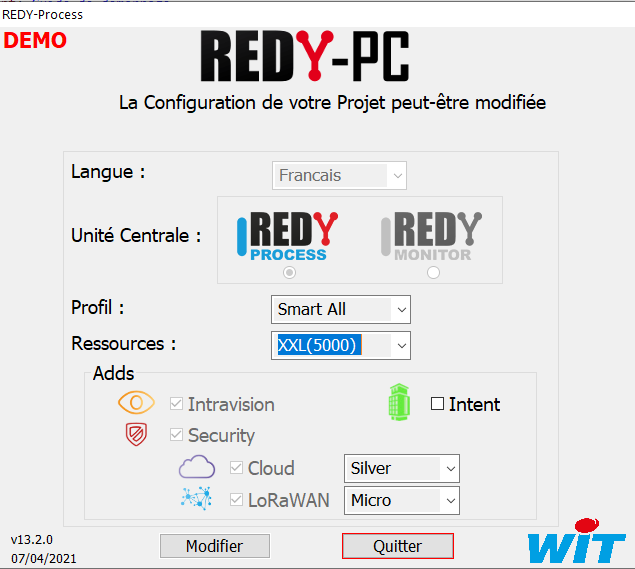 REDY-Process
DEMO
REDY-PC
La Configuration de votre Projet peut-être modifiée
Langue :
Francais
Unité Centrale :
REDY PROCESS
REDY MONITOR
Profil :
Smart All
Ressources :
XXL(5000)
Adds
Intravision
Intent
Security
Cloud
Silver
LoRaWAN
Micro
v13.2.0
07/04/2021
Modifier
Quitter
WIT